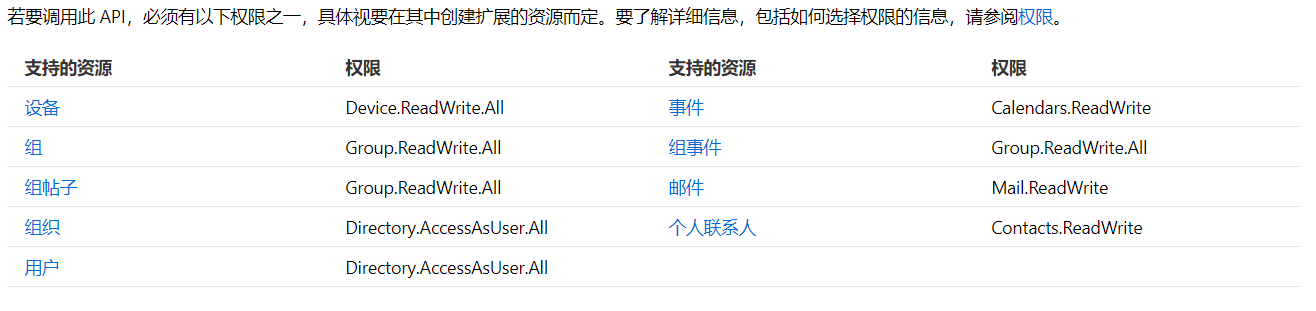 若要调用此 API，必须有以下权限之一，具体视要在其中创建扩展的资源而定。要了解详细信息，包括如何选择权限的信息，请参阅权限。
支持的资源 权限 支持的资源 权限
设备 Device.ReadWrite.All 事件 Calendars.ReadWrite
组 Group.ReadWrite.All 组事件 Group.ReadWrite.All
组帖子 Group.ReadWrite.All 邮件 Mail.ReadWrite
组织 Directory.AccessAsUser.All 个人联系人 Contacts.ReadWrite
用户 Directory.AccessAsUser.All